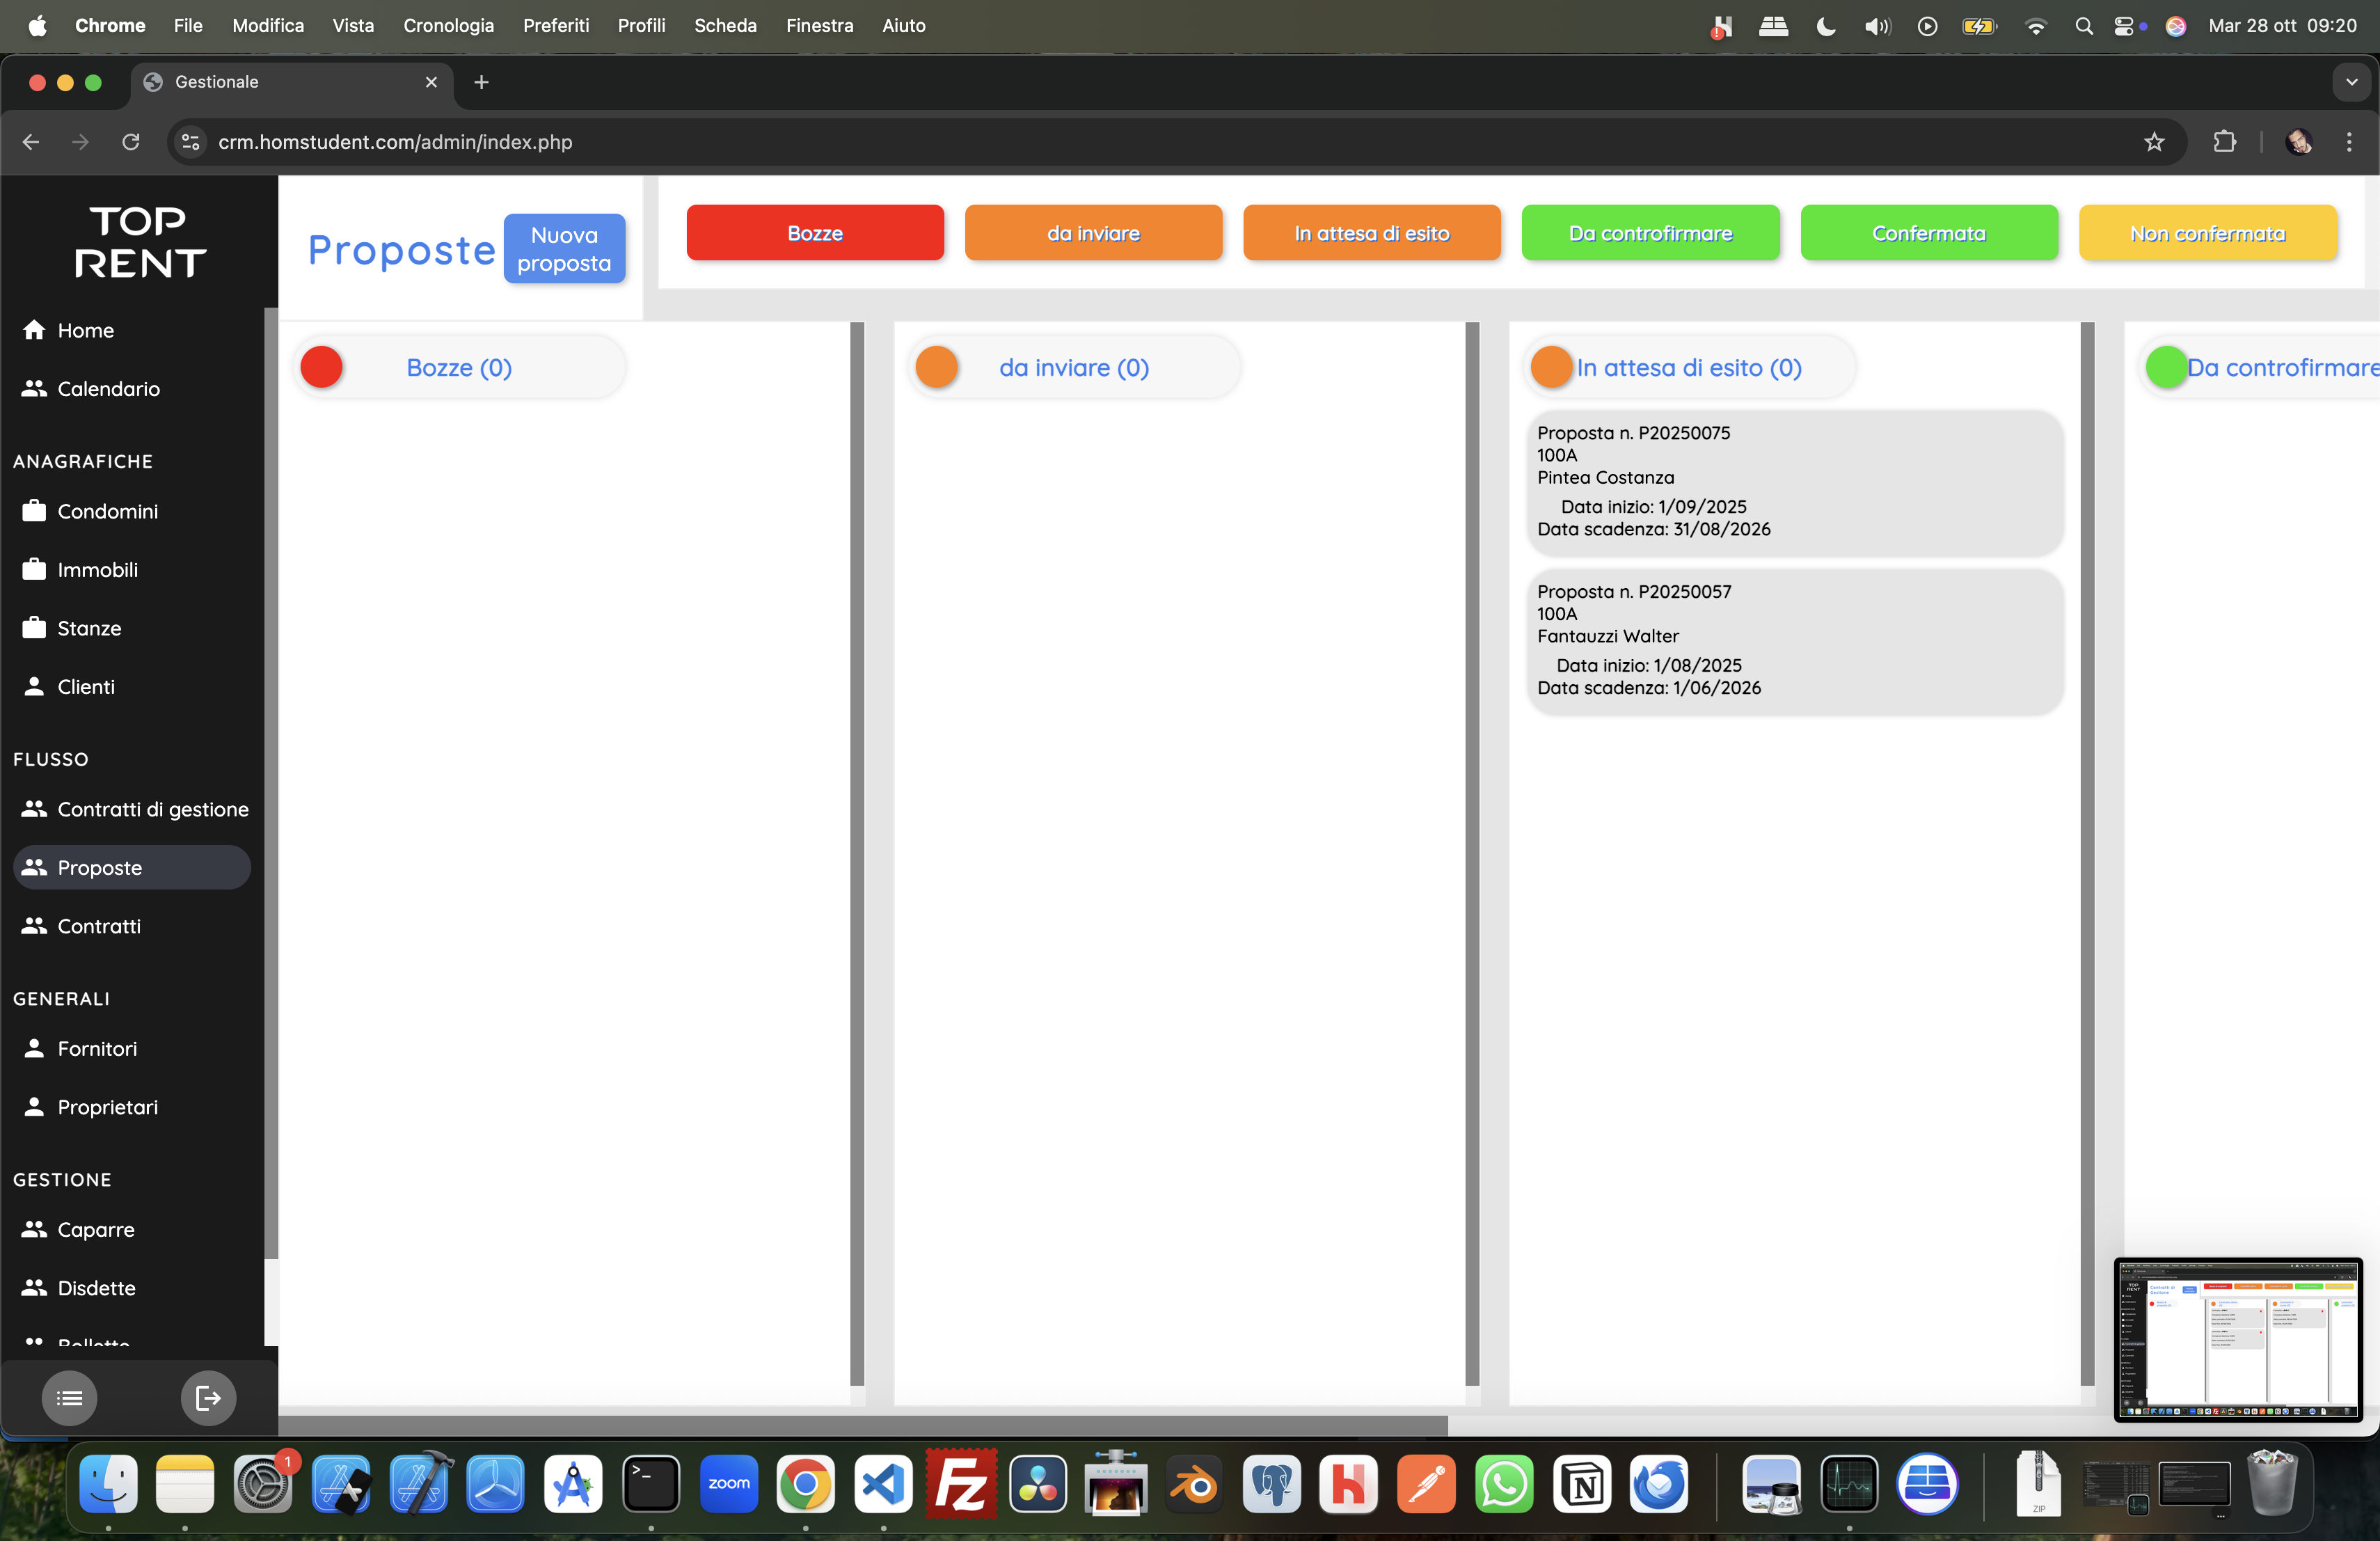 Chrome File Modifica Vista Cronologia Preferiti Profili Scheda Finestra Aiuto Mar 28 ott 09:20
Gestionale
crm.homstudent.com/admin/index.php
TOP
RENT
Home
Calendario
ANAGRAFICHE
Condomini
Immobili
Stanze
Clienti
FLUSSO
Contratti di gestione
Proposte
Contratti
GENERALI
Fornitori
Proprietari
GESTIONE
Caparre
Disdette
Proposte
Nuova
proposta
Bozze
da inviare
In attesa di esito
Da controfirmare
Confermata
Non confermata
Bozze (0)
da inviare (0)
In attesa di esito (0)
Proposta n. P20250075
100A
Pintea Costanza
Data inizio: 1/09/2025
Data scadenza: 31/08/2026
Proposta n. P20250057
100A
Fantauzzi Walter
Data inizio: 1/08/2025
Data scadenza: 1/06/2026
Da controfirmare
TOP
RENT
1
zoom
Fz
ZIP